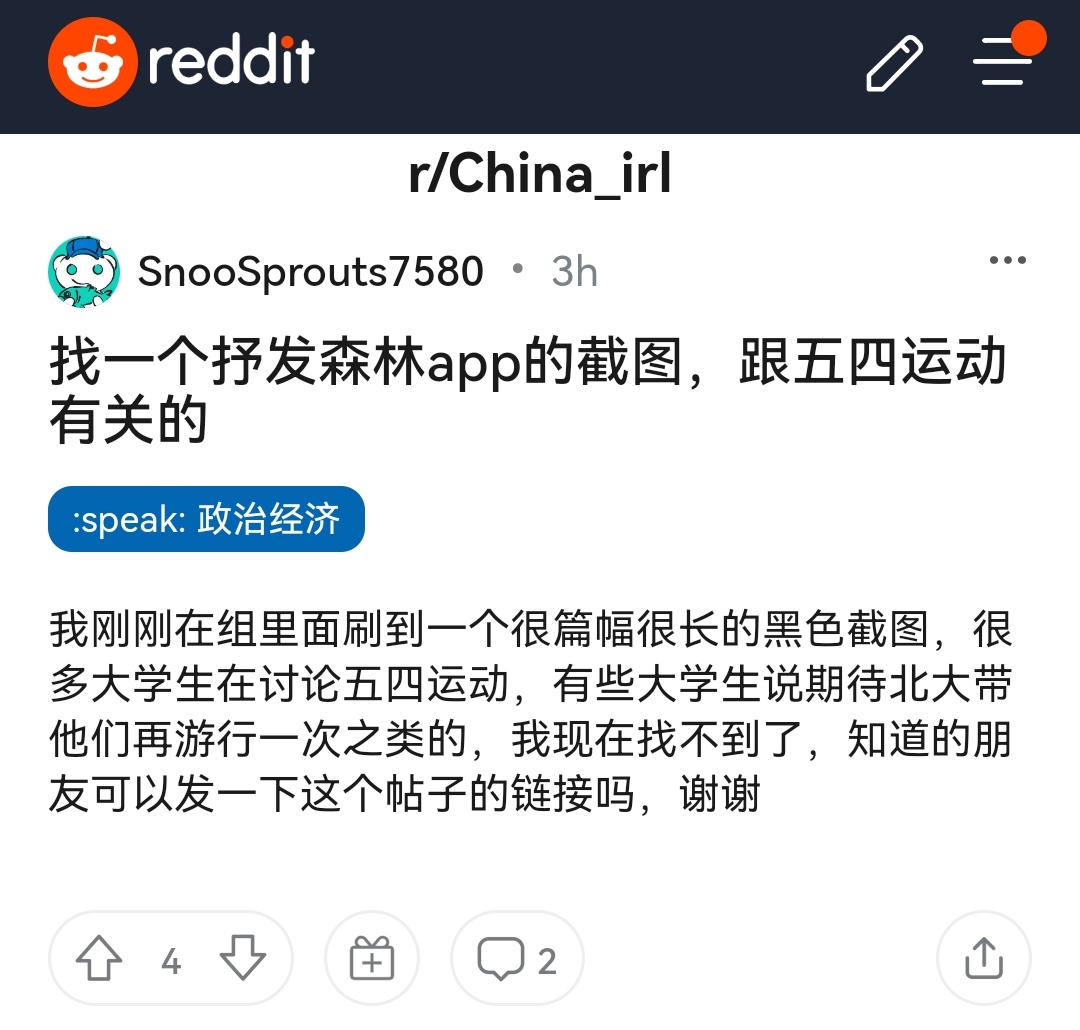 reddit
r/China_irl
SnooSprouts7580 • 3h
找一个抒发森林app的截图，跟五四运动
有关的
:speak: 政治经济
我刚刚在组里面刷到一个很篇幅很长的黑色截图，很
多大学生在讨论五四运动，有些大学生说期待北大带
他们再游行一次之类的，我现在找不到了，知道的朋
友可以发一下这个帖子的链接吗，谢谢
4
2